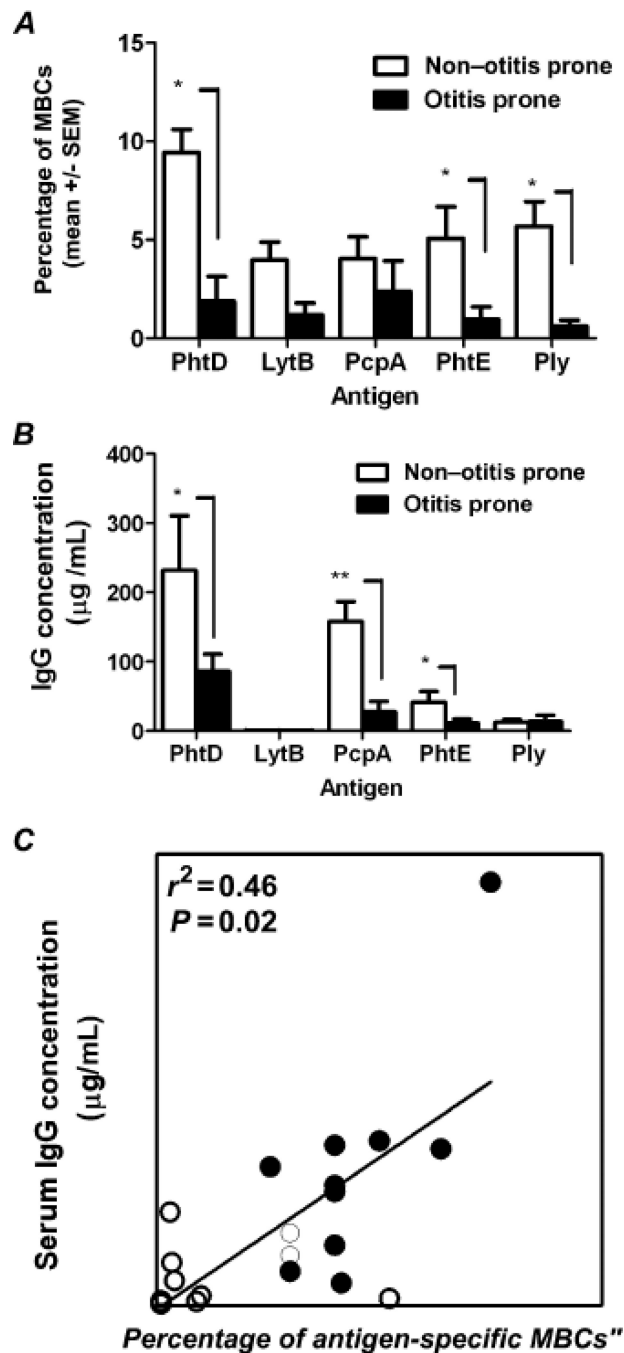 A
Percentage of MBCs
(mean +/- SEM)
15
10
5
0
Non–otitis prone
Otitis prone
*
*
*
PhtD LytB PcpA PhtE Ply
Antigen
B
IgG concentration
(μg /mL)
400
300
200
100
0
Non–otitis prone
Otitis prone
*
**
*
PhtD LytB PcpA PhtE Ply
Antigen
C
r² = 0.46
P = 0.02
Serum IgG concentration
(μg/mL)
Percentage of antigen-specific MBCs"